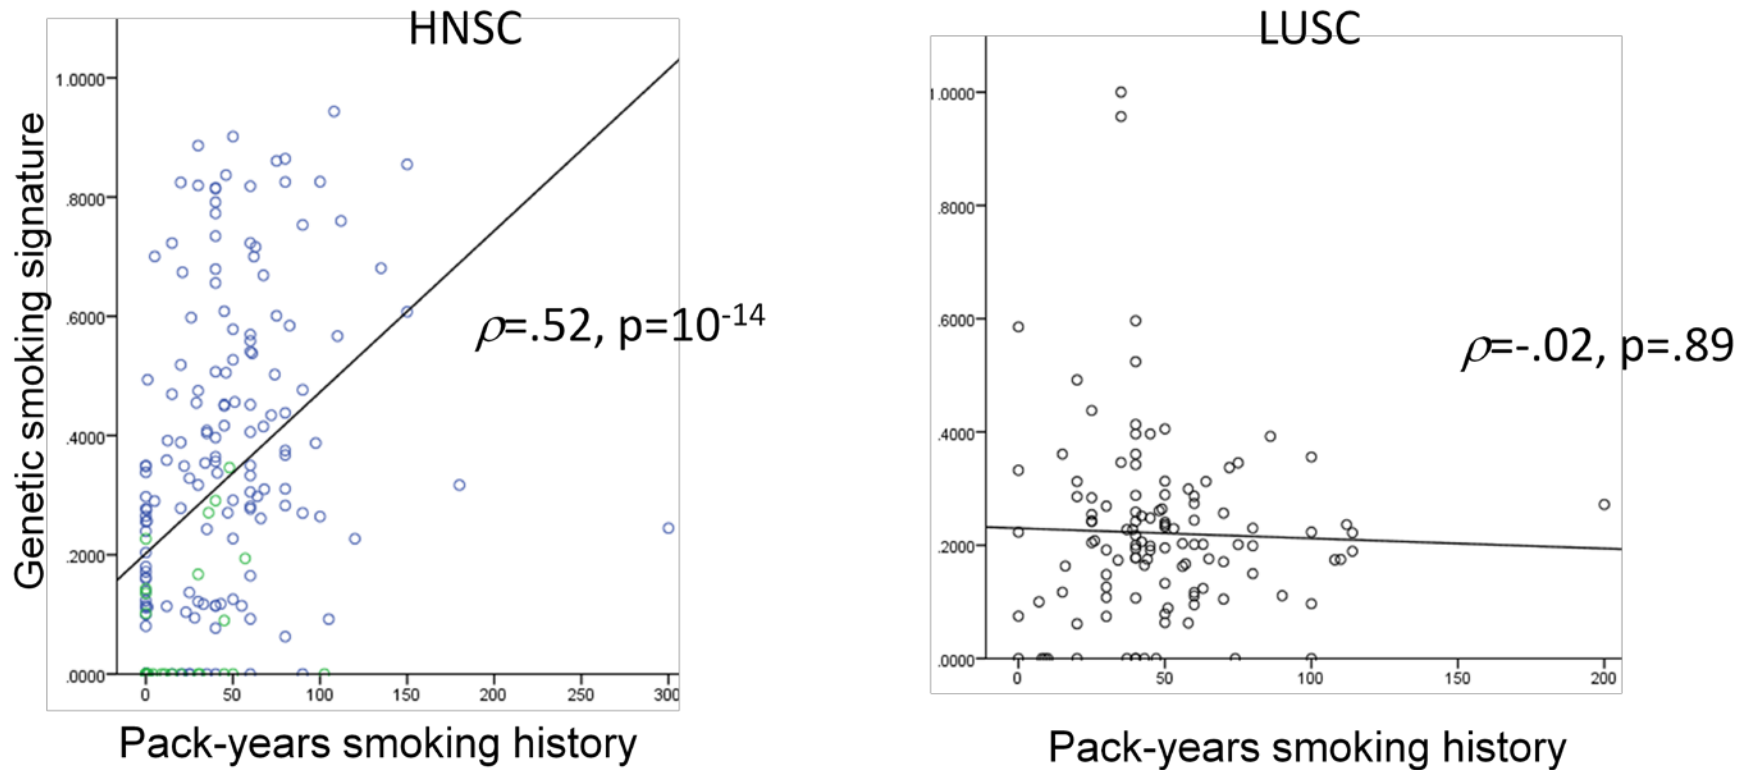 HNSC
Genetic smoking signature
1.0000
.8000
.6000
.4000
.2000
.0000
0 50 100 150 200 250 300
Pack-years smoking history
ρ=.52, p=10⁻¹⁴
LUSC
1.0000
.8000
.6000
.4000
.2000
.0000
0 50 100 150 200
Pack-years smoking history
ρ=-.02, p=.89